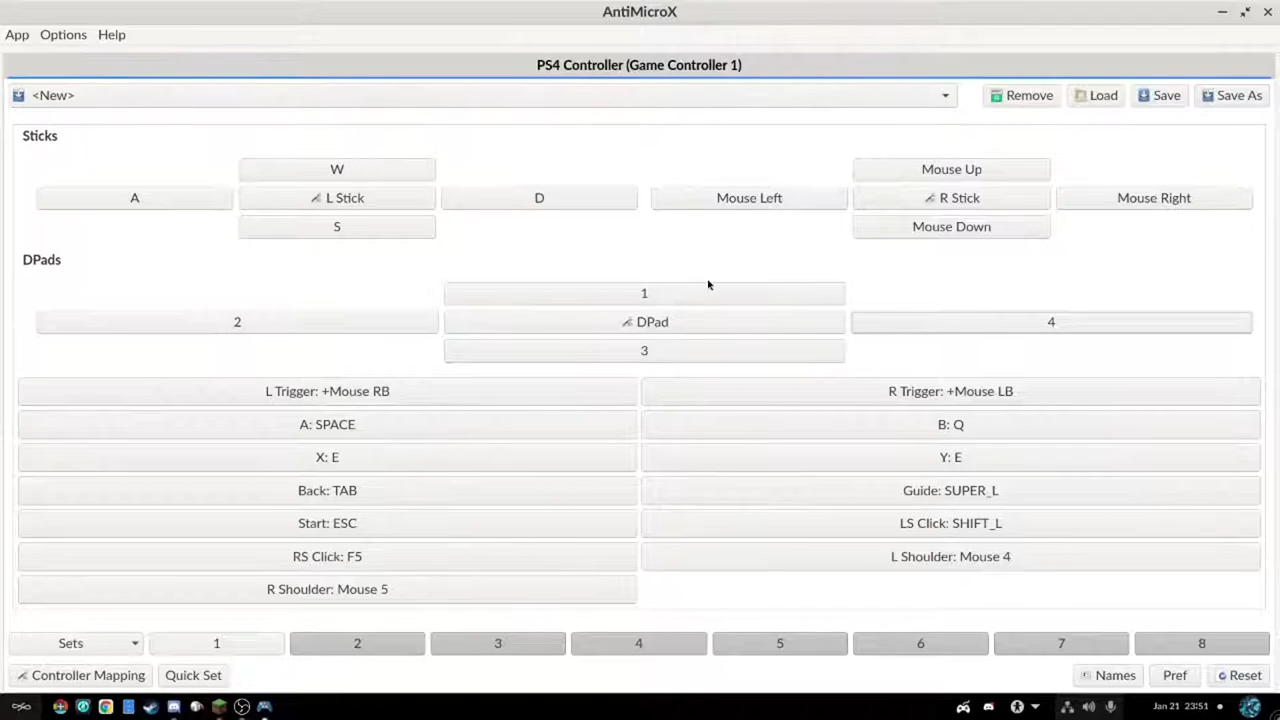 AntiMicroX
App Options Help
PS4 Controller (Game Controller 1)
<New> Remove Load Save Save As
Sticks
W Mouse Up
A L Stick D Mouse Left R Stick Mouse Right
S Mouse Down
DPads
1
2 DPad 4
3
L Trigger: +Mouse RB R Trigger: +Mouse LB
A: SPACE B: Q
X: E Y: E
Back: TAB Guide: SUPER_L
Start: ESC LS Click: SHIFT_L
RS Click: F5 L Shoulder: Mouse 4
R Shoulder: Mouse 5
Sets 1 2 3 4 5 6 7 8
Controller Mapping Quick Set Names Pref Reset
Jan 21 23:51